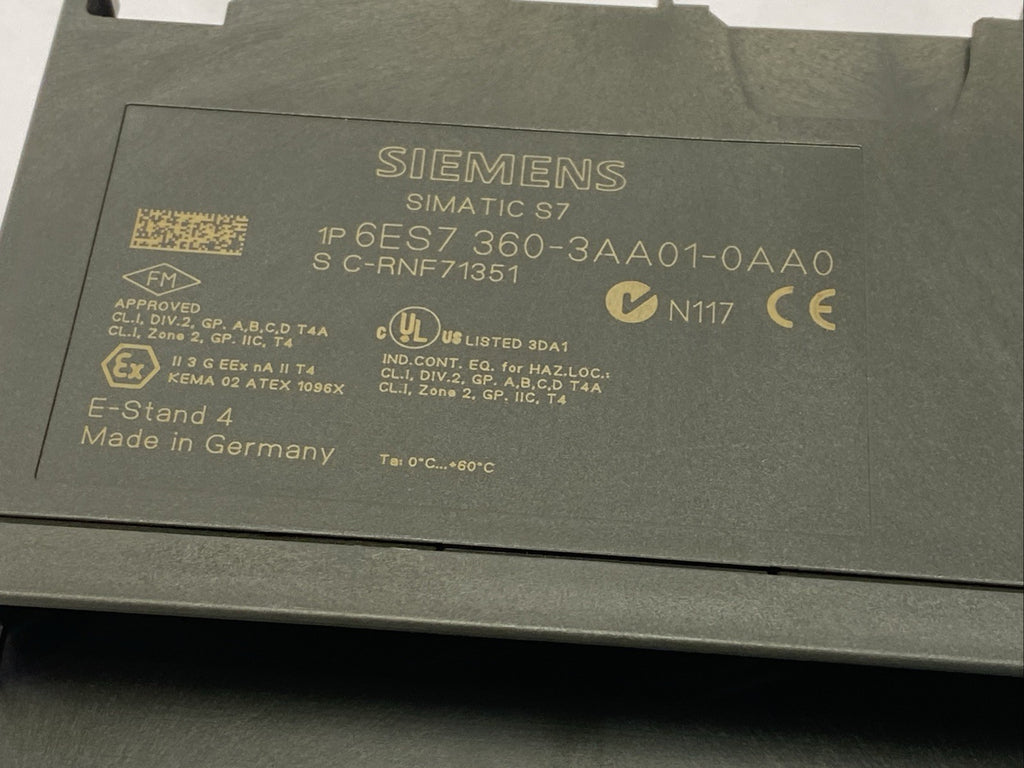 SIEMENS
SIMATIC S7
1P 6ES7 360-3AA01-0AA0
S C-RNF71351
N117 CE
FM
APPROVED
CL.I, DIV.2, GP. A,B,C,D T4A
CL.I, Zone 2, GP. IIC, T4
c UL US LISTED 3DA1
IND.CONT. EQ. for HAZ.LOC.:
CL.I, DIV.2, GP. A,B,C,D T4A
CL.I, Zone 2, GP. IIC, T4
Ex II 3 G EEx nA II T4
KEMA 02 ATEX 1096X
E-Stand 4
Made in Germany
Ta: 0°C...+60°C